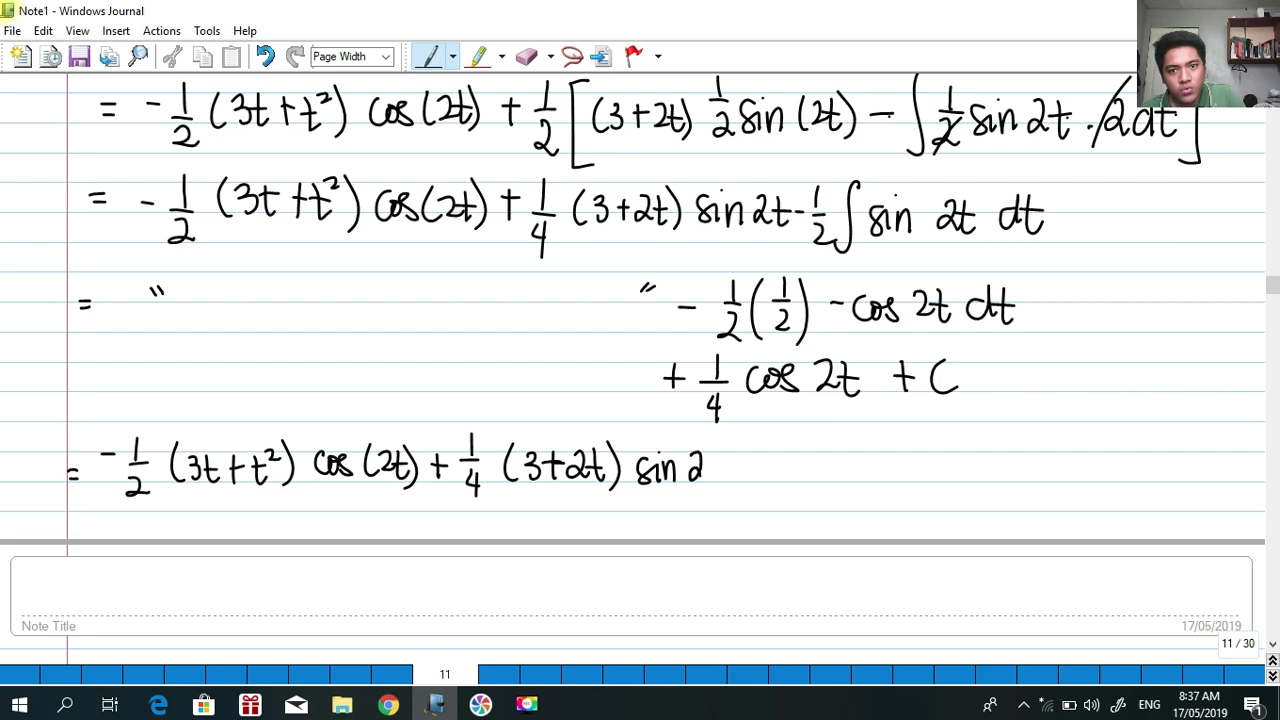 Note1 - Windows Journal
File Edit View Insert Actions Tools Help
Page Width
= - 1/2 (3t + t²) cos(2t) + 1/2 [(3+2t) 1/2 sin (2t) - ∫ 1/2 sin 2t . 2dt]
= - 1/2 (3t + t²) cos(2t) + 1/4 (3+2t) sin 2t - 1/2 ∫ sin 2t dt
= " " - 1/2 (1/2) - cos 2t dt
+ 1/4 cos 2t + C
= - 1/2 (3t + t²) cos(2t) + 1/4 (3+2t) sin 2
Note Title 17/05/2019
11 / 30
11
ENG 8:37 AM
17/05/2019 1